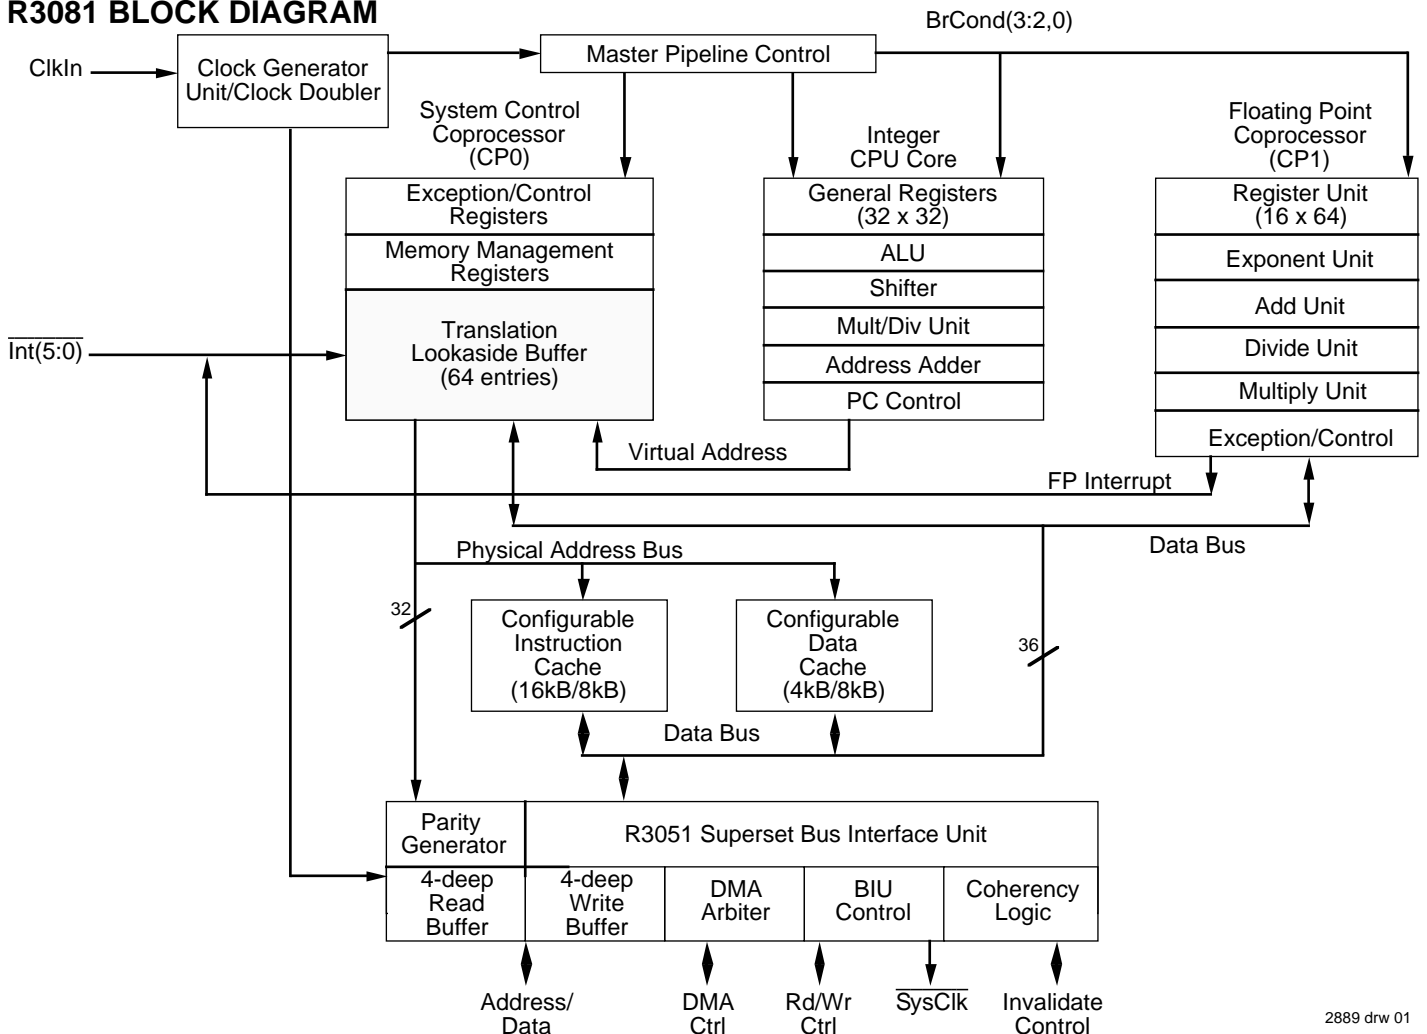 R3081 BLOCK DIAGRAM
BrCond(3:2,0)
ClkIn
Clock Generator
Unit/Clock Doubler
Master Pipeline Control
System Control
Coprocessor
(CP0)
Integer
CPU Core
Floating Point
Coprocessor
(CP1)
Exception/Control
Registers
Memory Management
Registers
Translation
Lookaside Buffer
(64 entries)
General Registers
(32 x 32)
ALU
Shifter
Mult/Div Unit
Address Adder
PC Control
Register Unit
(16 x 64)
Exponent Unit
Add Unit
Divide Unit
Multiply Unit
Exception/Control
Int(5:0)
Virtual Address
FP Interrupt
Data Bus
Physical Address Bus
32
Configurable
Instruction
Cache
(16kB/8kB)
Configurable
Data
Cache
(4kB/8kB)
36
Data Bus
Parity
Generator
R3051 Superset Bus Interface Unit
4-deep
Read
Buffer
4-deep
Write
Buffer
DMA
Arbiter
BIU
Control
Coherency
Logic
Address/
Data
DMA
Ctrl
Rd/Wr
Ctrl
SysClk
Invalidate
Control
2889 drw 01